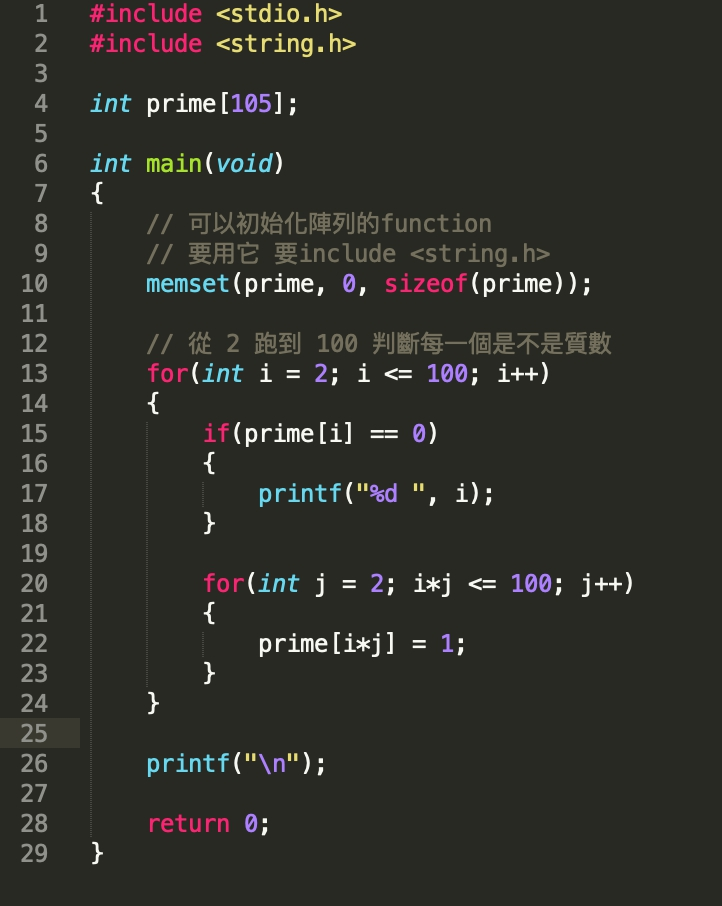 1 #include <stdio.h>
2 #include <string.h>
3
4 int prime[105];
5
6 int main(void)
7 {
8     // 可以初始化陣列的function
9     // 要用它 要include <string.h>
10     memset(prime, 0, sizeof(prime));
11
12     // 從 2 跑到 100 判斷每一個是不是質數
13     for(int i = 2; i <= 100; i++)
14     {
15         if(prime[i] == 0)
16         {
17             printf("%d ", i);
18         }
19
20         for(int j = 2; i*j <= 100; j++)
21         {
22             prime[i*j] = 1;
23         }
24     }
25
26     printf("\n");
27
28     return 0;
29 }